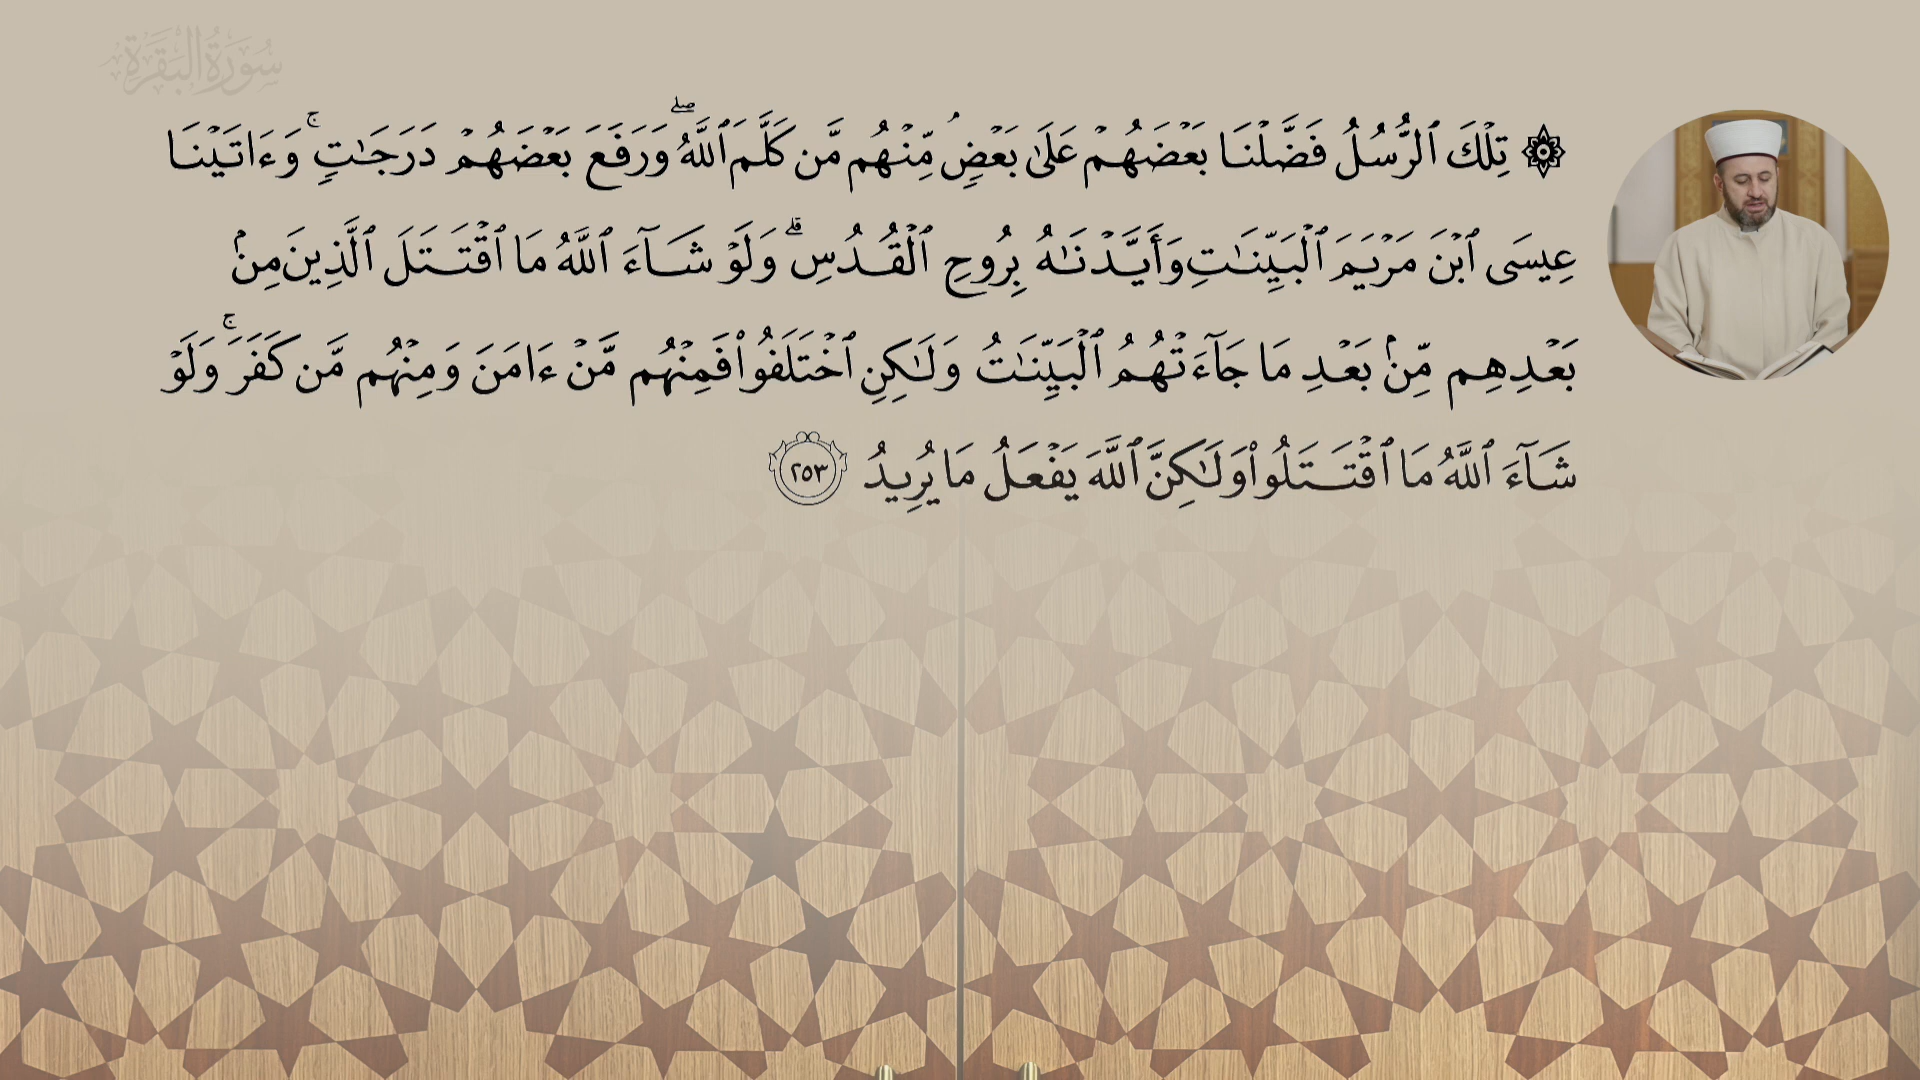 سُورَةُ البَقَرَةِ
۞ تِلۡكَ ٱلرُّسُلُ فَضَّلۡنَا بَعۡضَهُمۡ عَلَىٰ بَعۡضٖۘ مِّنۡهُم مَّن كَلَّمَ ٱللَّهُۖ وَرَفَعَ بَعۡضَهُمۡ دَرَجَٰتٖۚ وَءَاتَيۡنَا
عِيسَى ٱبۡنَ مَرۡيَمَ ٱلۡبَيِّنَٰتِ وَأَيَّدۡنَٰهُ بِرُوحِ ٱلۡقُدُسِۗ وَلَوۡ شَآءَ ٱللَّهُ مَا ٱقۡتَتَلَ ٱلَّذِينَ مِنۢ
بَعۡدِهِم مِّنۢ بَعۡدِ مَا جَآءَتۡهُمُ ٱلۡبَيِّنَٰتُ وَلَٰكِنِ ٱخۡتَلَفُواْ فَمِنۡهُم مَّنۡ ءَامَنَ وَمِنۡهُم مَّن كَفَرَۚ وَلَوۡ
شَآءَ ٱللَّهُ مَا ٱقۡتَتَلُواْ وَلَٰكِنَّ ٱللَّهَ يَفۡعَلُ مَا يُرِيدُ ٢٥٣